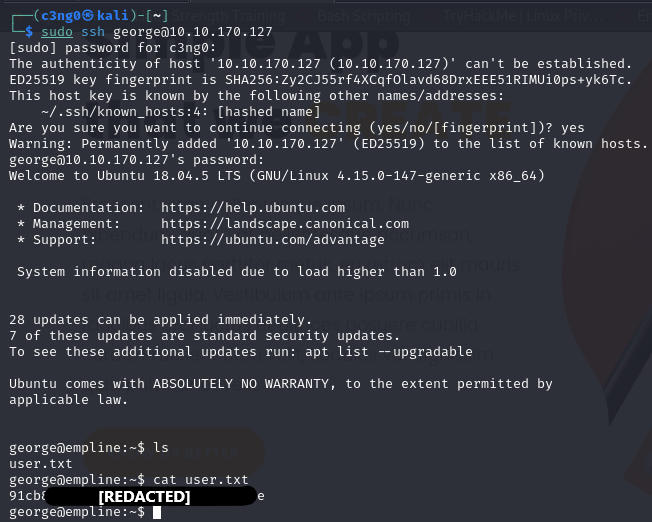 ┌──(c3ng0㉿kali)-[~]
└─$ sudo ssh george@10.10.170.127
[sudo] password for c3ng0:
The authenticity of host '10.10.170.127 (10.10.170.127)' can't be established.
ED25519 key fingerprint is SHA256:Zy2CJ55rf4XCqfOlavd68DrxEEE51RIMUi0ps+yk6Tc.
This host key is known by the following other names/addresses:
    ~/.ssh/known_hosts:4: [hashed name]
Are you sure you want to continue connecting (yes/no/[fingerprint])? yes
Warning: Permanently added '10.10.170.127' (ED25519) to the list of known hosts.
george@10.10.170.127's password:
Welcome to Ubuntu 18.04.5 LTS (GNU/Linux 4.15.0-147-generic x86_64)
 * Documentation:  https://help.ubuntu.com
 * Management:     https://landscape.canonical.com
 * Support:        https://ubuntu.com/advantage
 System information disabled due to load higher than 1.0
28 updates can be applied immediately.
7 of these updates are standard security updates.
To see these additional updates run: apt list --upgradable
Ubuntu comes with ABSOLUTELY NO WARRANTY, to the extent permitted by
applicable law.
george@empline:~$ ls
user.txt
george@empline:~$ cat user.txt
91cb [REDACTED] e
george@empline:~$